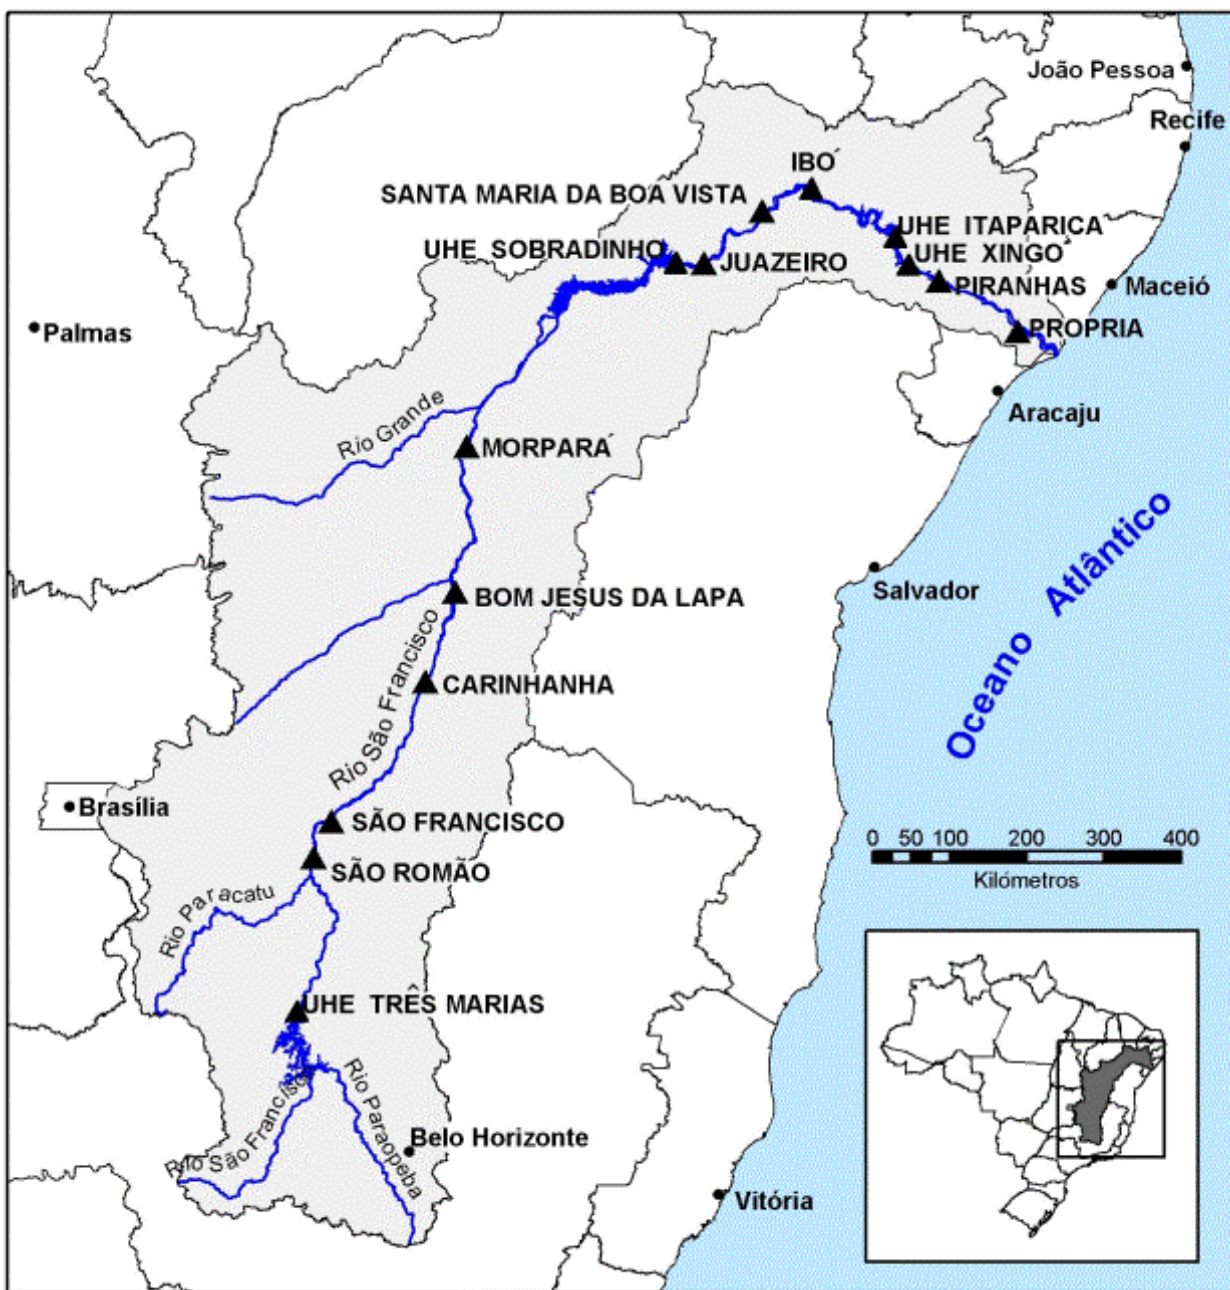 João Pessoa
Recife
IBÓ
SANTA MARIA DA BOA VISTA
UHE ITAPARICA
UHE SOBRADINHO
JUAZEIRO
UHE XINGÓ
PIRANHAS
Maceió
Palmas
PROPRIA
Rio Grande
Aracaju
MORPARÁ
Oceano Atlântico
Salvador
BOM JESUS DA LAPA
Rio São Francisco
CARINHANHA
Brasília
SÃO FRANCISCO
0 50 100 200 300 400
Kilómetros
SÃO ROMÃO
Rio Paracatu
UHE TRÊS MARIAS
Rio São Francisco
Rio Paraopeba
Belo Horizonte
Vitória